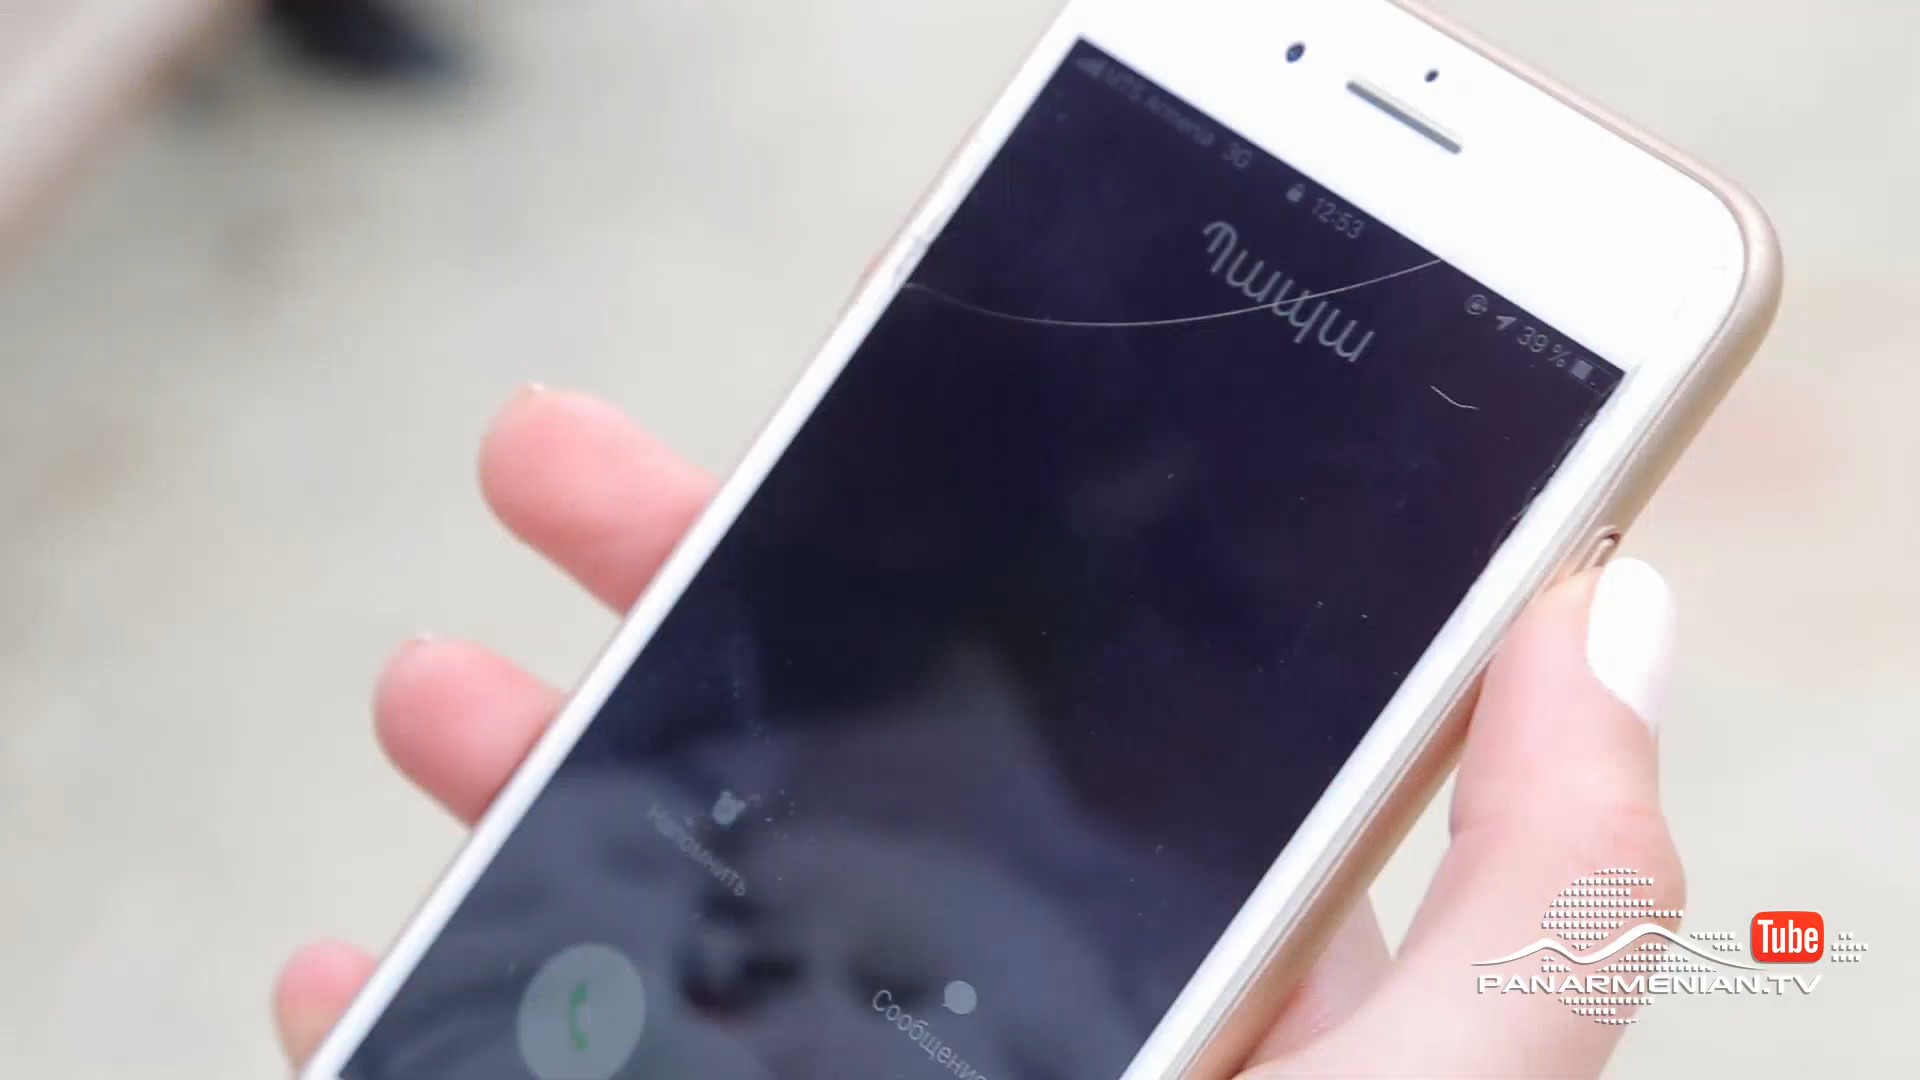 MTS Armenia 3G
12:53
39 %
Պապա
Напомнить
Сообщение
Tube
PANARMENIAN.TV